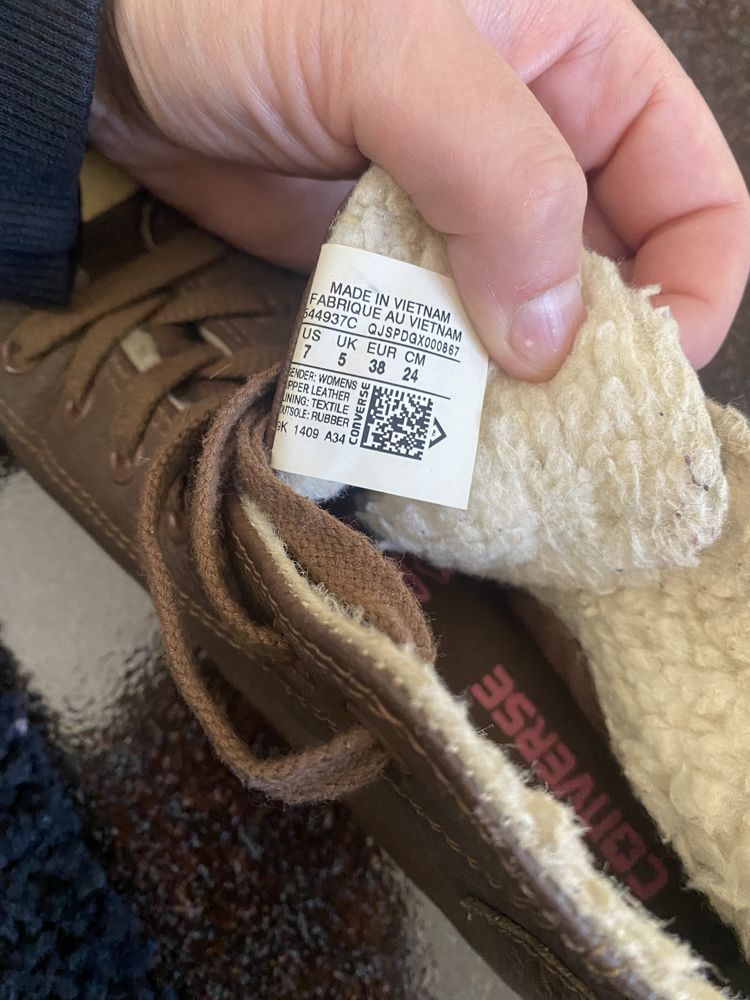 MADE IN VIETNAM
FABRIQUE AU VIETNAM
544937C QJSPDGX000867
US UK EUR CM
7 5 38 24
GENDER: WOMENS
UPPER: LEATHER
LINING: TEXTILE
OUTSOLE: RUBBER
1409 A34
CONVERSE
CONVERSE